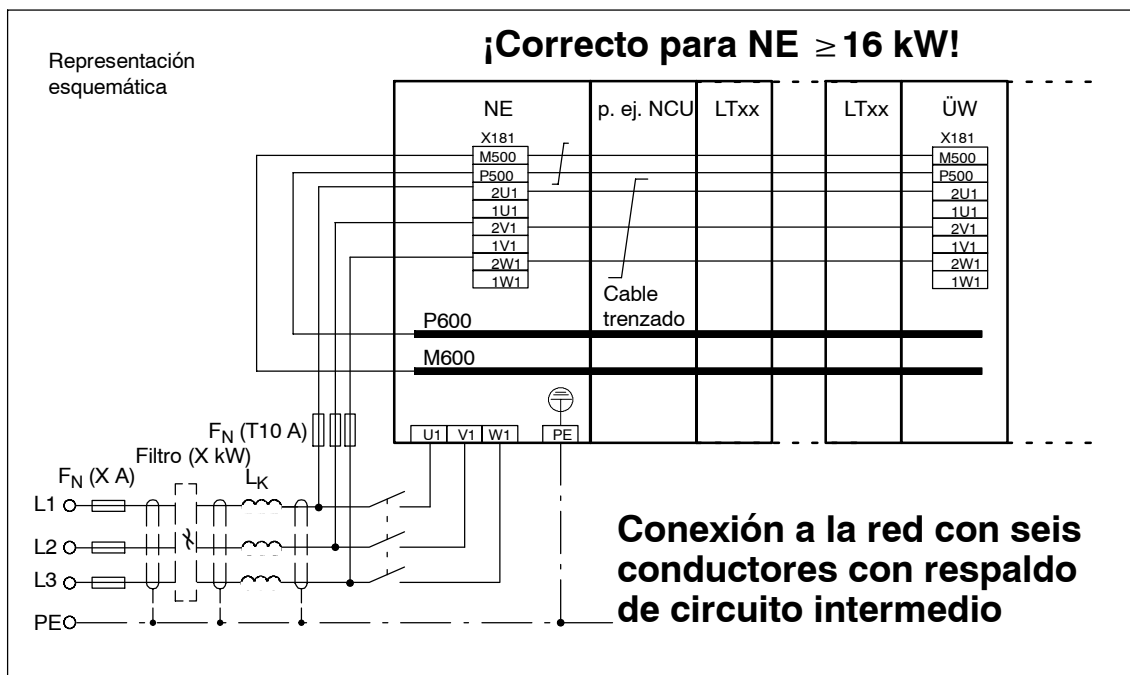 ¡Correcto para NE ≥ 16 kW!
Representación
esquemática
NE
p. ej. NCU
LTxx
LTxx
ÜW
X181
M500
P500
2U1
1U1
2V1
1V1
2W1
1W1
X181
M500
P500
2U1
1U1
2V1
1V1
2W1
1W1
Cable
trenzado
P600
M600
FN (T10 A)
U1 V1 W1 PE
Filtro (X kW)
FN (X A)
LK
L1
L2
L3
PE
Conexión a la red con seis
conductores con respaldo
de circuito intermedio